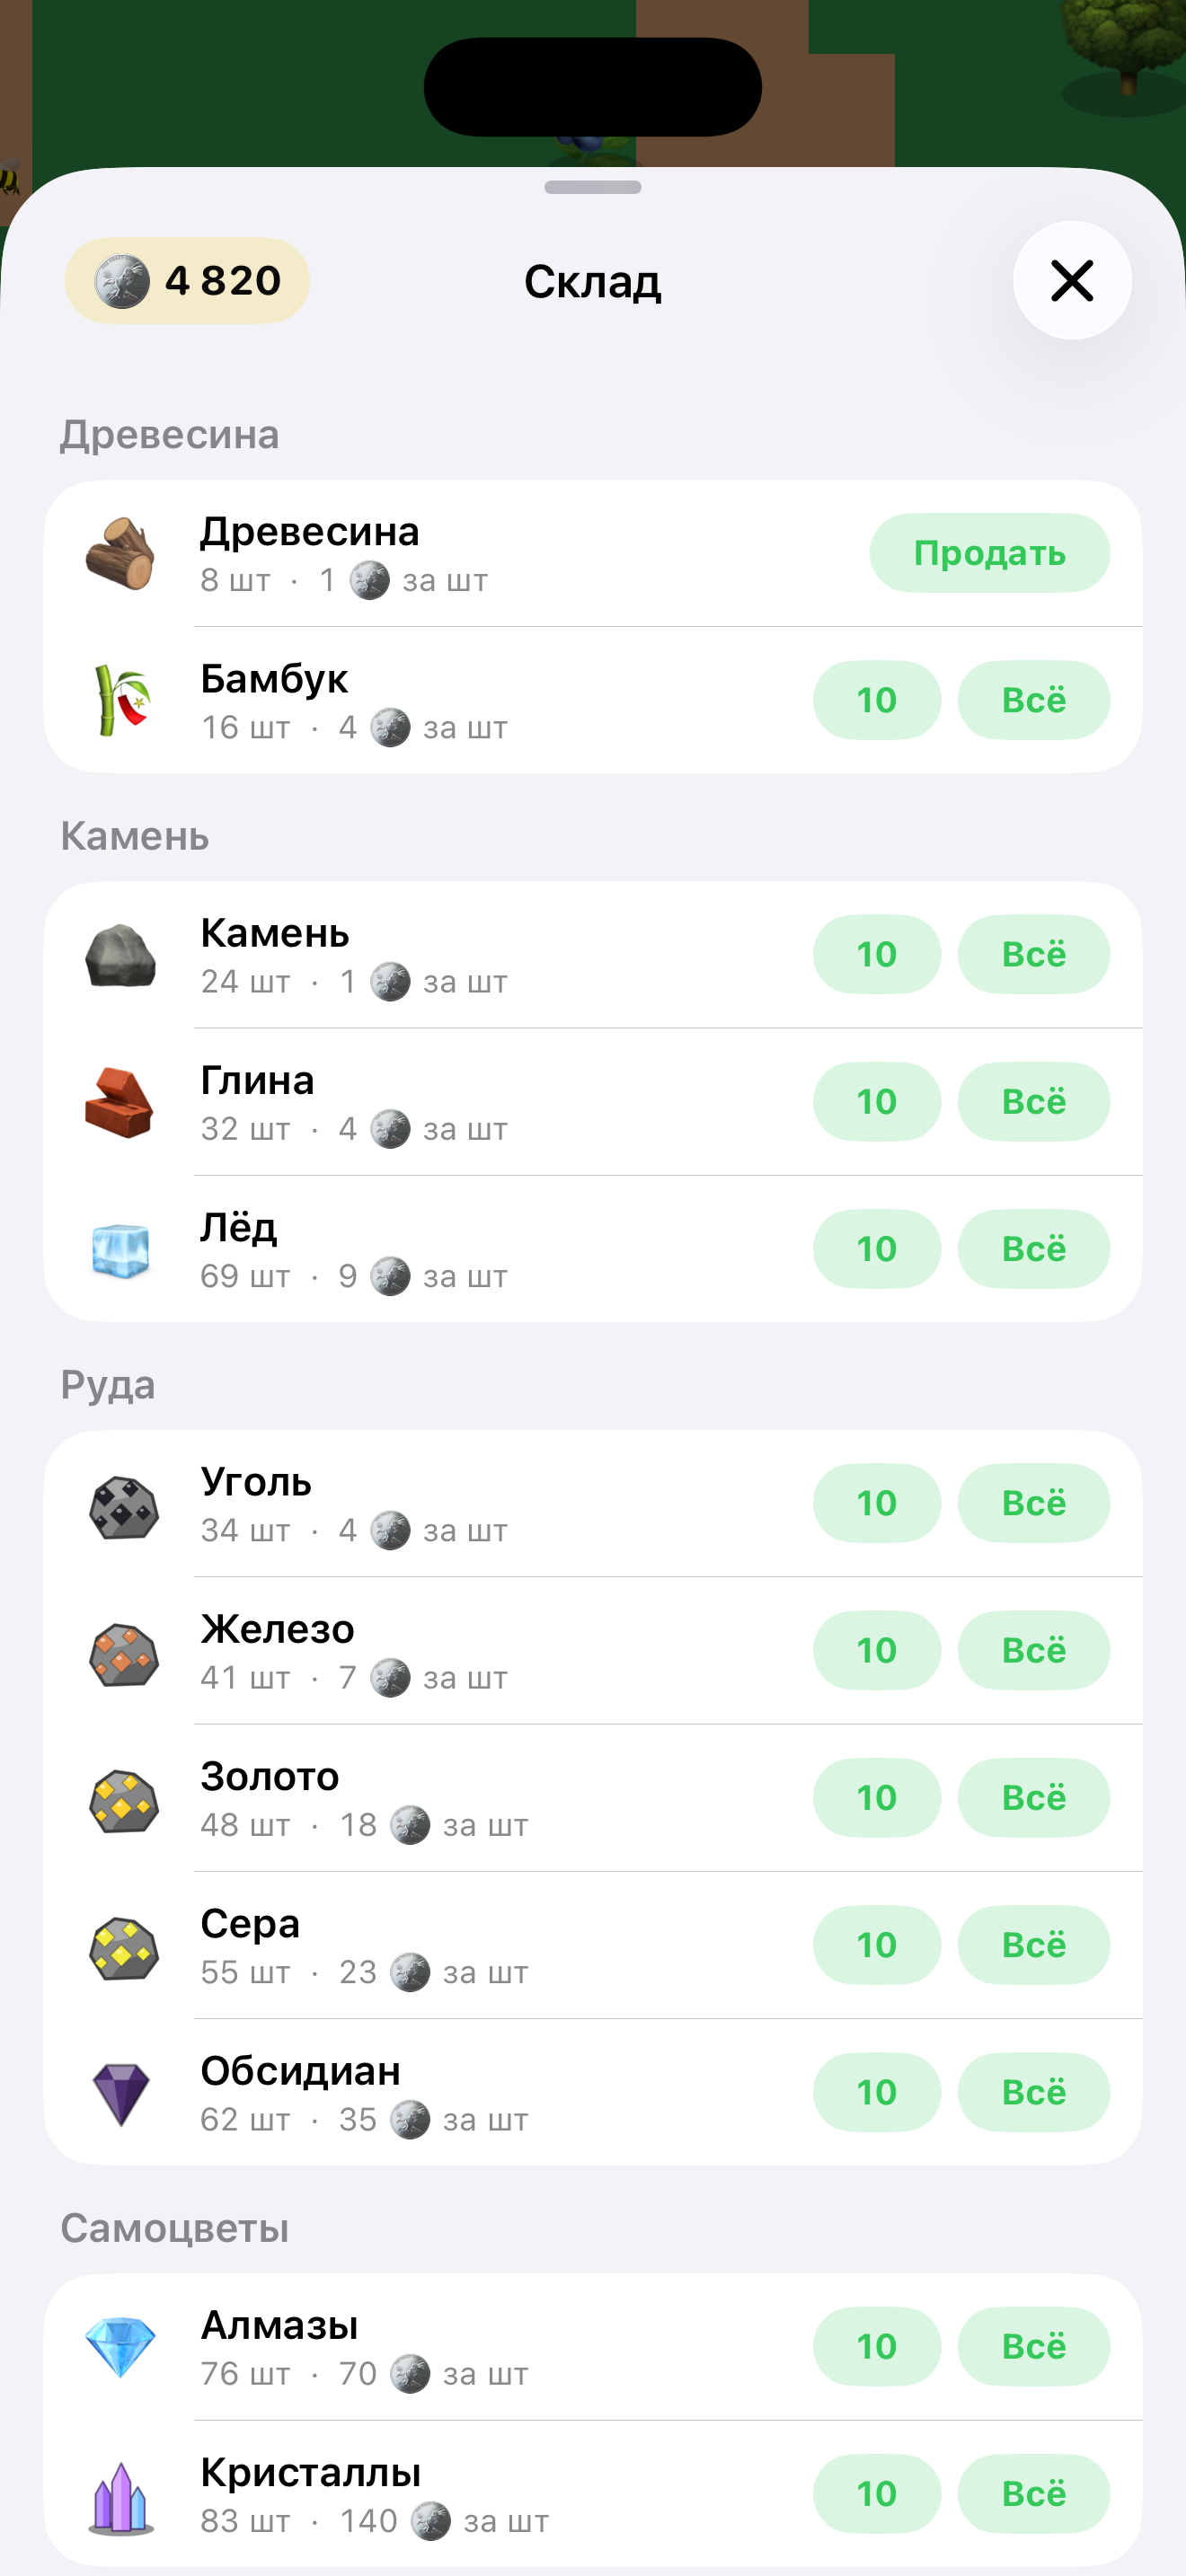 4 820
Склад
Древесина
Древесина
8 шт · 1 за шт
Продать
Бамбук
16 шт · 4 за шт
10 Всё
Камень
Камень
24 шт · 1 за шт
10 Всё
Глина
32 шт · 4 за шт
10 Всё
Лёд
69 шт · 9 за шт
10 Всё
Руда
Уголь
34 шт · 4 за шт
10 Всё
Железо
41 шт · 7 за шт
10 Всё
Золото
48 шт · 18 за шт
10 Всё
Сера
55 шт · 23 за шт
10 Всё
Обсидиан
62 шт · 35 за шт
10 Всё
Самоцветы
Алмазы
76 шт · 70 за шт
10 Всё
Кристаллы
83 шт · 140 за шт
10 Всё